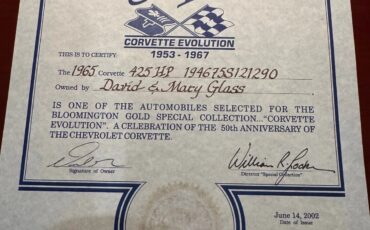 CORVETTE EVOLUTION
1953 - 1967
THIS IS TO CERTIFY:
The 1965 Corvette 425 HP 194675S121290
Owned by David & Mary Glass
IS ONE OF THE AUTOMOBILES SELECTED FOR THE
BLOOMINGTON GOLD SPECIAL COLLECTION..."CORVETTE
EVOLUTION". A CELEBRATION OF THE 50th ANNIVERSARY OF
THE CHEVROLET CORVETTE.
William R. Locke
Signature of Owner
Director "Special Collection"
June 14, 2002
Date of Issue